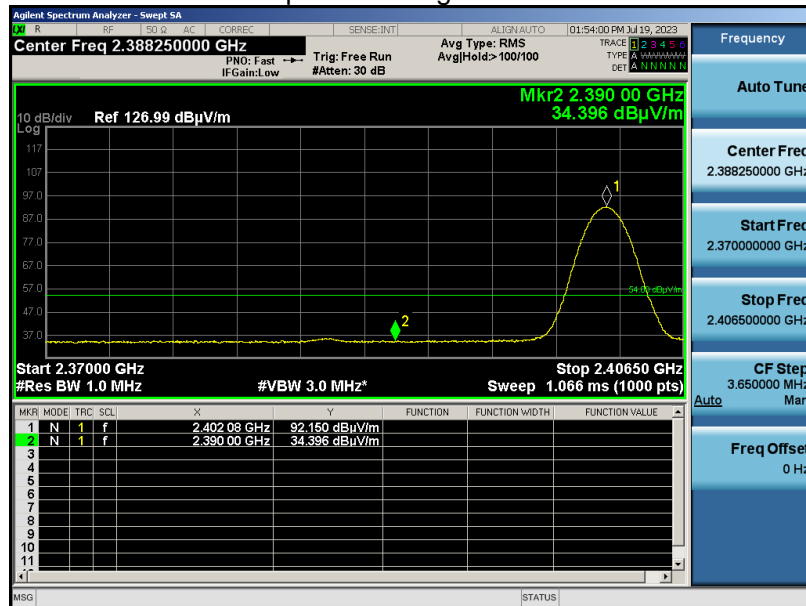 Agilent Spectrum Analyzer - Swept SA
LXI R RF 50 Ω AC CORREC SENSE:INT ALIGN AUTO 01:54:00 PM Jul 19, 2023
Center Freq 2.388250000 GHz Avg Type: RMS TRACE 1 2 3 4 5 6
PNO: Fast Trig: Free Run Avg|Hold:>100/100 TYPE A WWWWW
IFGain:Low #Atten: 30 dB DET A N N N N N
Mkr2 2.390 00 GHz
10 dB/div Ref 126.99 dBµV/m 34.396 dBµV/m
Log
117
107
97.0
87.0
77.0
67.0
57.0
47.0
37.0
1
54.00 dBµV/m
2
Start 2.37000 GHz Stop 2.40650 GHz
#Res BW 1.0 MHz #VBW 3.0 MHz* Sweep 1.066 ms (1000 pts)
MKR MODE TRC SCL X Y FUNCTION FUNCTION WIDTH FUNCTION VALUE
1 N 1 f 2.402 08 GHz 92.150 dBµV/m
2 N 1 f 2.390 00 GHz 34.396 dBµV/m
3
4
5
6
7
8
9
10
11
MSG STATUS
Frequency
Auto Tune
Center Freq
2.388250000 GHz
Start Freq
2.370000000 GHz
Stop Freq
2.406500000 GHz
CF Step
3.650000 MHz
Auto Man
Freq Offset
0 Hz